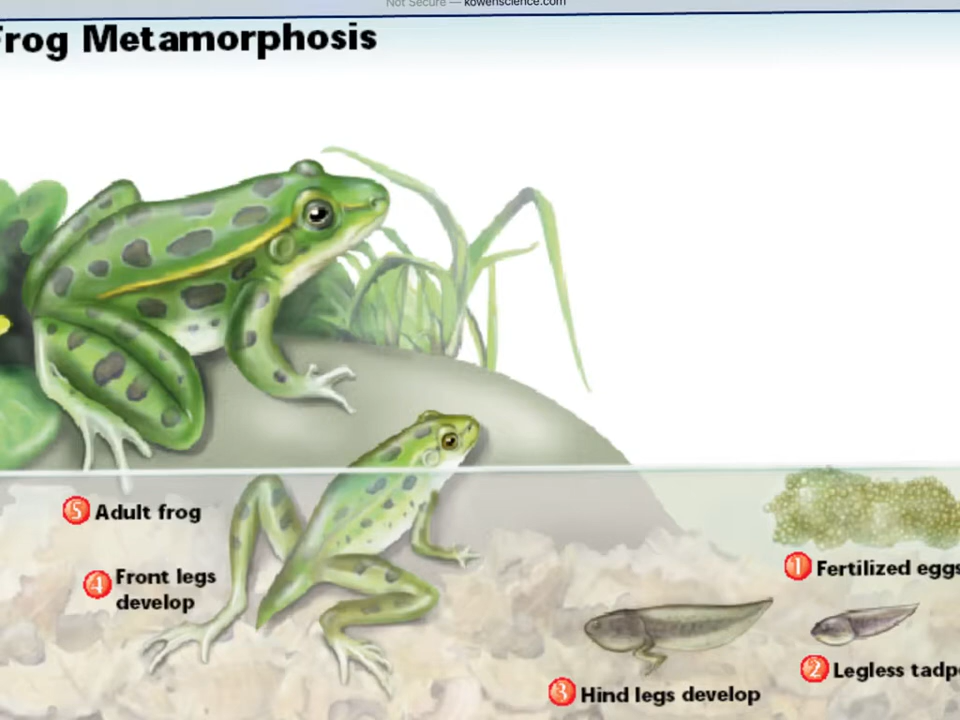 Not Secure — kowenscience.com
Frog Metamorphosis
5 Adult frog
4 Front legs
develop
1 Fertilized eggs
2 Legless tadp
3 Hind legs develop